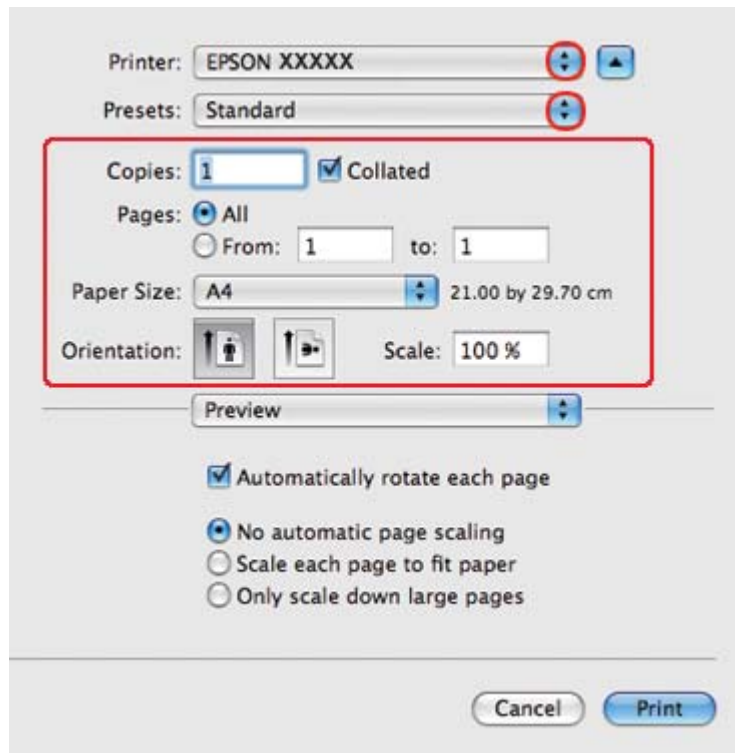 Printer: EPSON XXXXX
Presets: Standard
Copies: 1 Collated
Pages: All
From: 1 to: 1
Paper Size: A4 21.00 by 29.70 cm
Orientation: Scale: 100 %
Preview
Automatically rotate each page
No automatic page scaling
Scale each page to fit paper
Only scale down large pages
Cancel Print